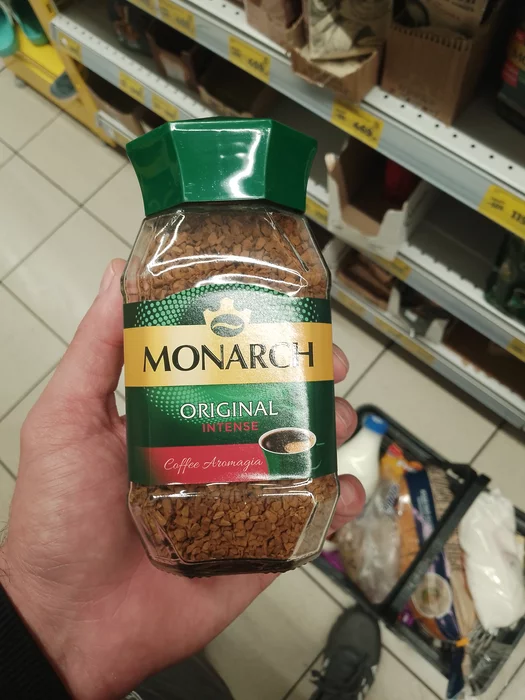 MONARCH
ORIGINAL
INTENSE
Coffee Aromagia